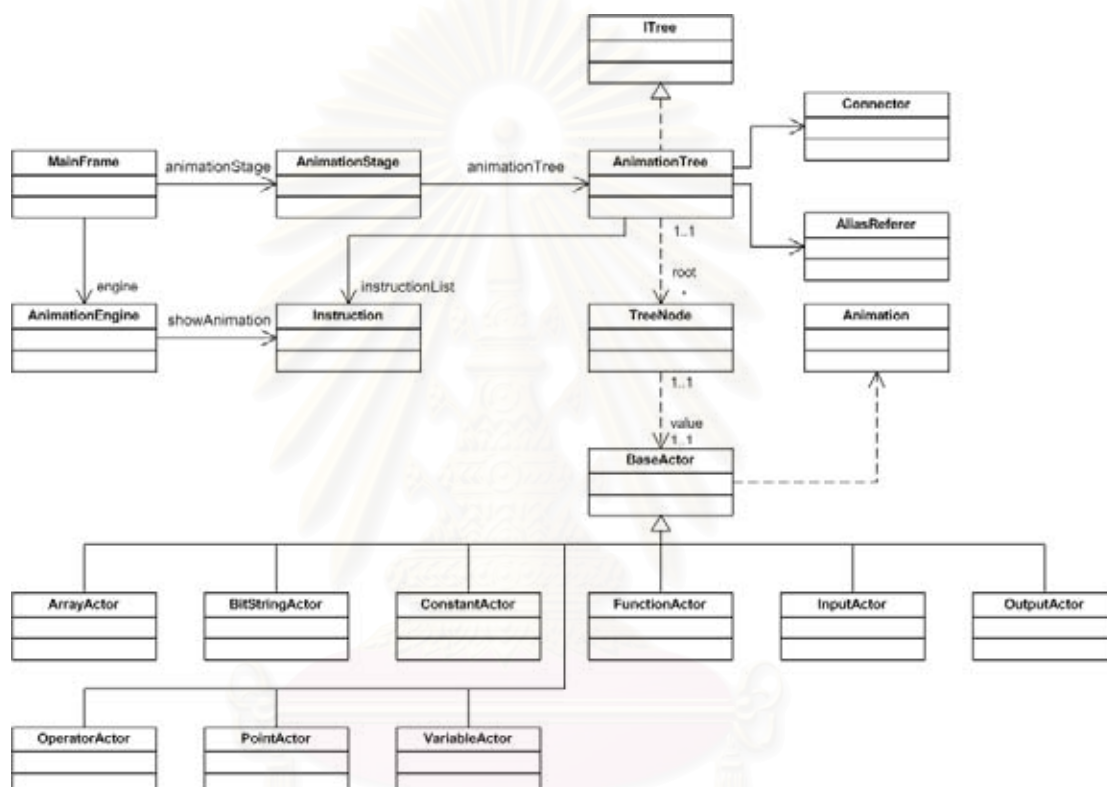 ITree
Connector
MainFrame
animationStage
AnimationStage
animationTree
AnimationTree
AliasReferer
1..1
root
*
engine
instructionList
AnimationEngine
showAnimation
Instruction
TreeNode
Animation
1..1
value
1..1
BaseActor
ArrayActor
BitStringActor
ConstantActor
FunctionActor
InputActor
OutputActor
OperatorActor
PointActor
VariableActor